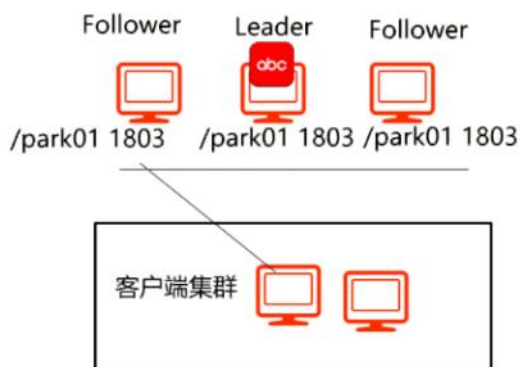 Follower Leader Follower
abc
/park01 1803 /park01 1803 /park01 1803
客户端集群